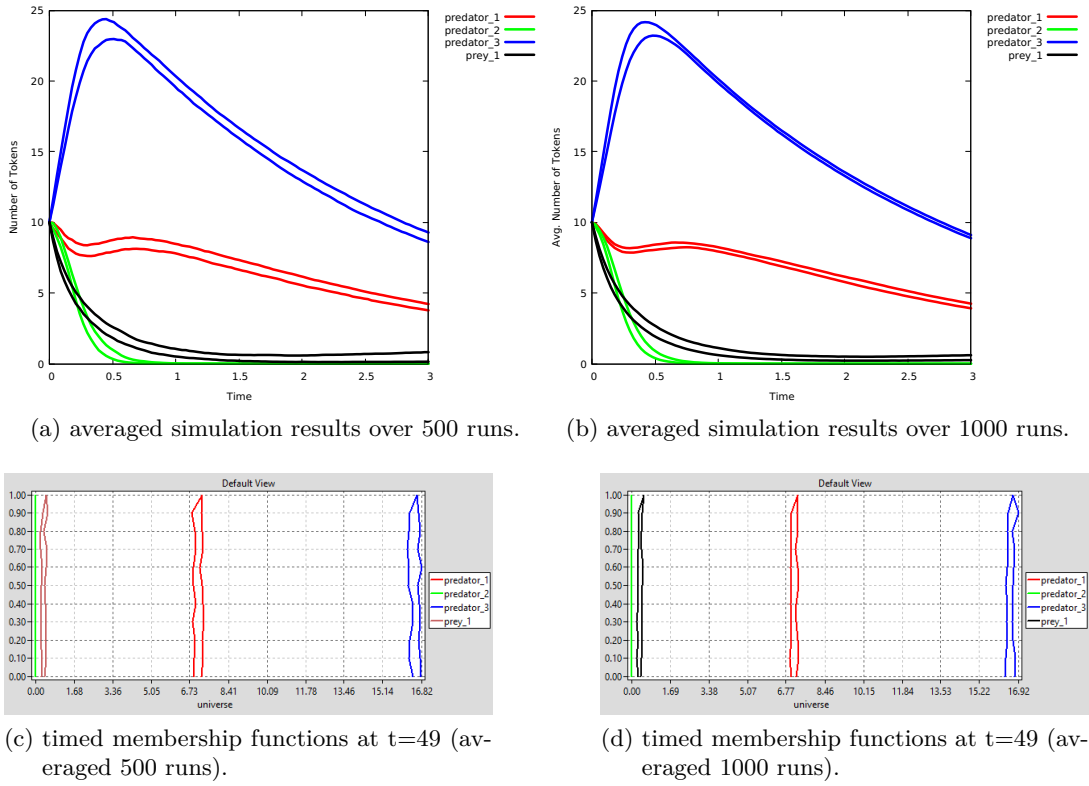 25
20
15
10
5
0
Number of Tokens
0
0.5
1
1.5
2
2.5
3
Time
predator_1
predator_2
predator_3
prey_1
(a) averaged simulation results over 500 runs.
25
20
15
10
5
0
Avg. Number of Tokens
0
0.5
1
1.5
2
2.5
3
Time
predator_1
predator_2
predator_3
prey_1
(b) averaged simulation results over 1000 runs.
Default View
1.00
0.90
0.80
0.70
0.60
0.50
0.40
0.30
0.20
0.10
0.00
0.00
1.68
3.36
5.05
6.73
8.41
10.09
11.78
13.46
15.14
16.82
universe
predator_1
predator_2
predator_3
prey_1
(c) timed membership functions at t=49 (av-
eraged 500 runs).
Default View
1.00
0.90
0.80
0.70
0.60
0.50
0.40
0.30
0.20
0.10
0.00
0.00
1.69
3.38
5.07
6.77
8.46
10.15
11.84
13.53
15.22
16.92
universe
predator_1
predator_2
predator_3
prey_1
(d) timed membership functions at t=49 (av-
eraged 1000 runs).